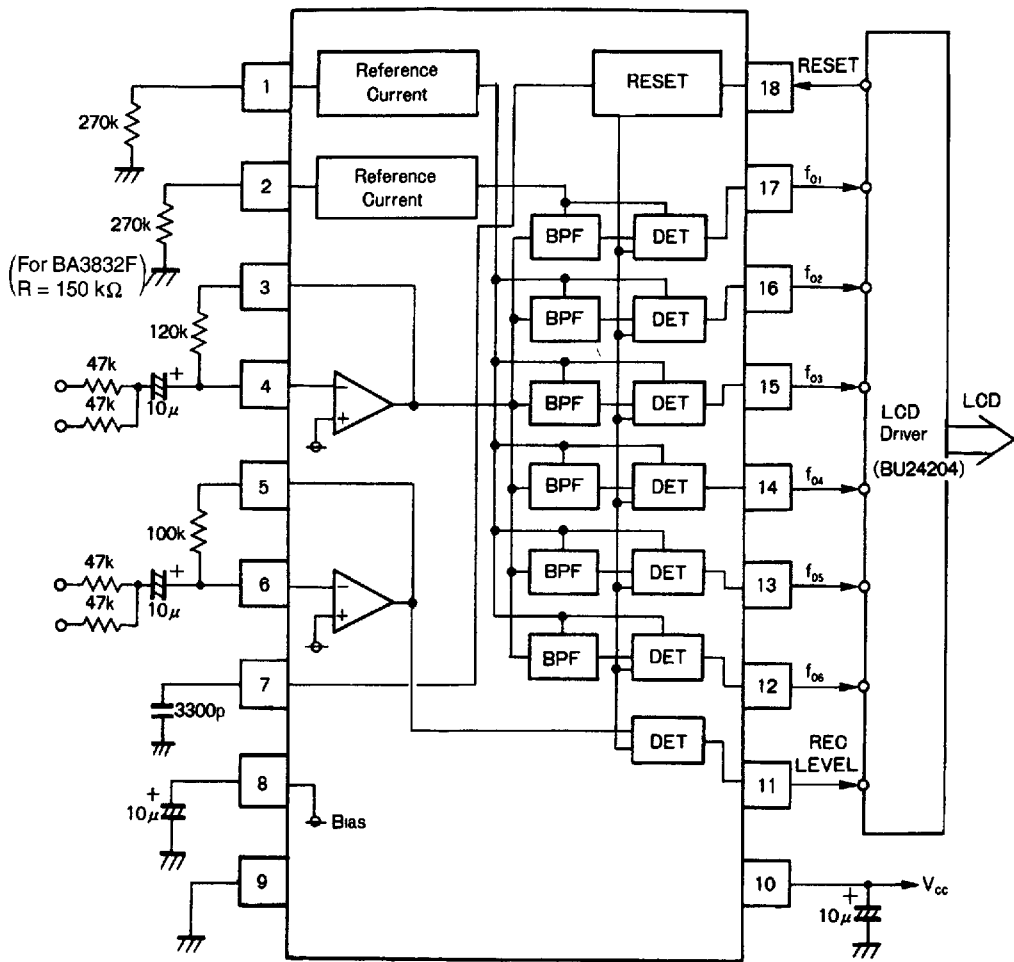 1
Reference
Current
RESET
18
RESET
270k
2
Reference
Current
17
f01
270k
BPF
DET
(For BA3832F)
R = 150 kΩ
3
16
f02
BPF
DET
120k
47k
4
15
f03
10μ
+
47k
−
+
BPF
DET
LCD
Driver
(BU24204)
LCD
5
14
f04
BPF
DET
100k
47k
6
13
f05
10μ
+
47k
−
+
BPF
DET
7
12
f06
BPF
DET
3300p
8
DET
11
REC
LEVEL
+
10μ
Bias
9
10
Vcc
+
10μ